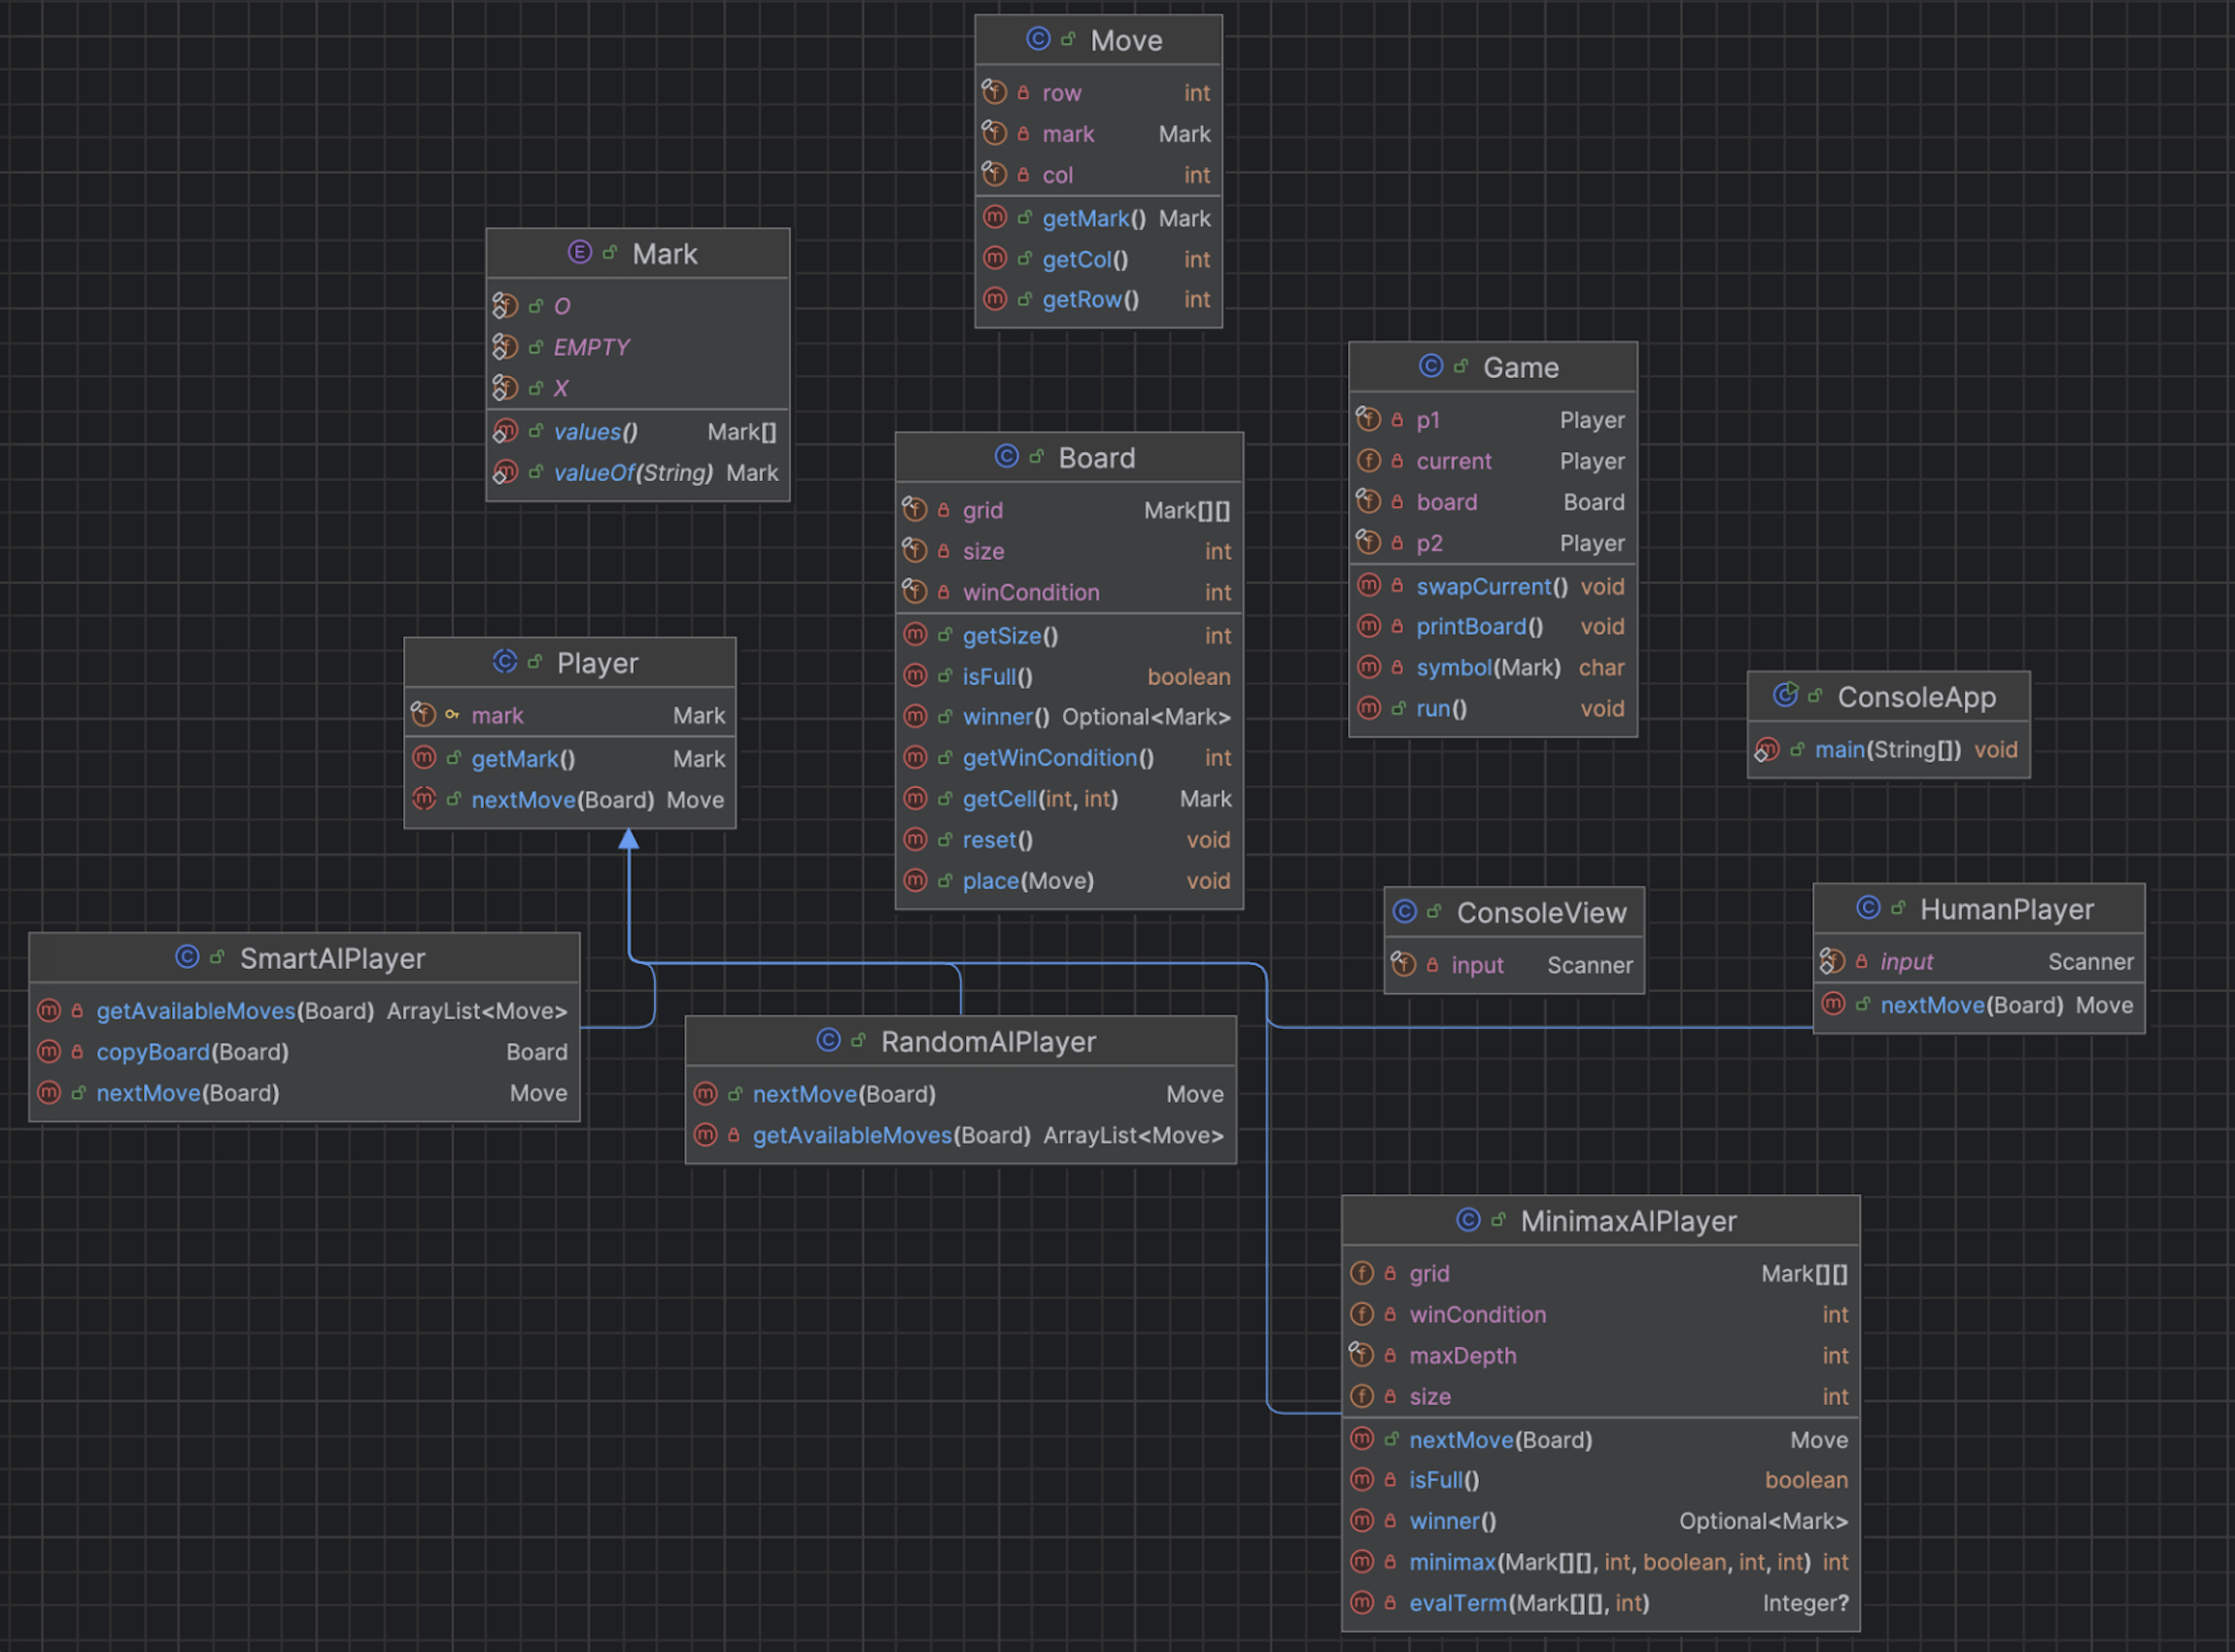 Move
row int
mark Mark
col int
getMark() Mark
getCol() int
getRow() int
Mark
O
EMPTY
X
values() Mark[]
valueOf(String) Mark
Game
p1 Player
current Player
board Board
p2 Player
swapCurrent() void
printBoard() void
symbol(Mark) char
run() void
Board
grid Mark[][]
size int
winCondition int
getSize() int
isFull() boolean
winner() Optional<Mark>
getWinCondition() int
getCell(int, int) Mark
reset() void
place(Move) void
Player
mark Mark
getMark() Mark
nextMove(Board) Move
ConsoleApp
main(String[]) void
ConsoleView
input Scanner
HumanPlayer
input Scanner
nextMove(Board) Move
SmartAIPlayer
getAvailableMoves(Board) ArrayList<Move>
copyBoard(Board) Board
nextMove(Board) Move
RandomAIPlayer
nextMove(Board) Move
getAvailableMoves(Board) ArrayList<Move>
MinimaxAIPlayer
grid Mark[][]
winCondition int
maxDepth int
size int
nextMove(Board) Move
isFull() boolean
winner() Optional<Mark>
minimax(Mark[][], int, boolean, int, int) int
evalTerm(Mark[][], int) Integer?